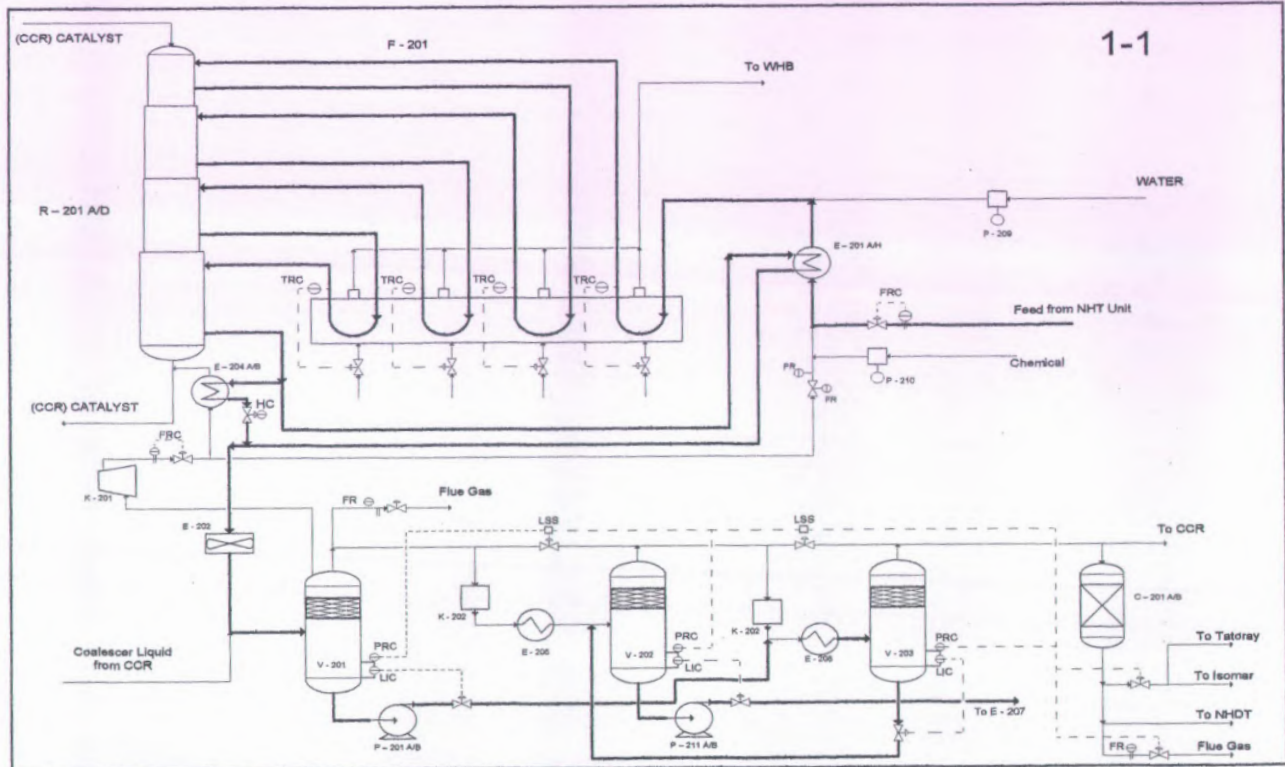 (CCR) CATALYST
F - 201
1-1
To WHB
WATER
R – 201 A/D
P - 209
E – 201 A/H
TRC
TRC
TRC
TRC
FRC
Feed from NHT Unit
E – 204 A/B
Chemical
FR
P - 210
FR
HC
(CCR) CATALYST
FRC
K - 201
FR
Flue Gas
E - 202
LSS
LSS
To CCR
K - 202
K - 202
C – 201 A/B
E - 206
PRC
E - 206
PRC
To Tatoray
Coalescer Liquid
from CCR
V - 201
PRC
LIC
V - 202
LIC
V - 203
LIC
To Isomar
To E - 207
To NHDT
P – 201 A/B
P – 211 A/B
FR
Flue Gas